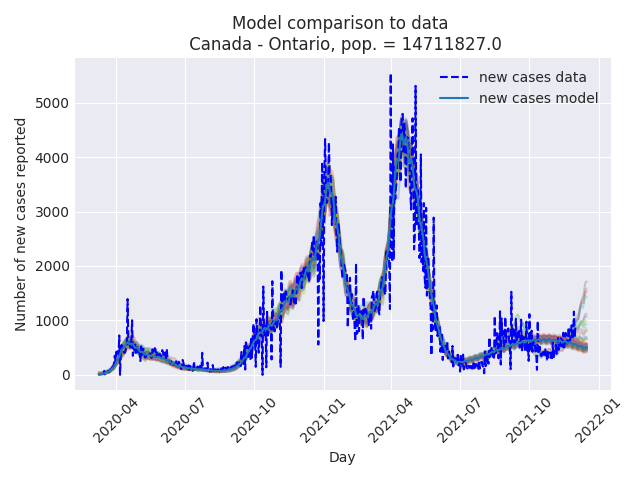 Model comparison to data
Canada - Ontario, pop. = 14711827.0
new cases data
new cases model
Number of new cases reported
5000
4000
3000
2000
1000
0
2020-04
2020-07
2020-10
2021-01
2021-04
2021-07
2021-10
2022-01
Day